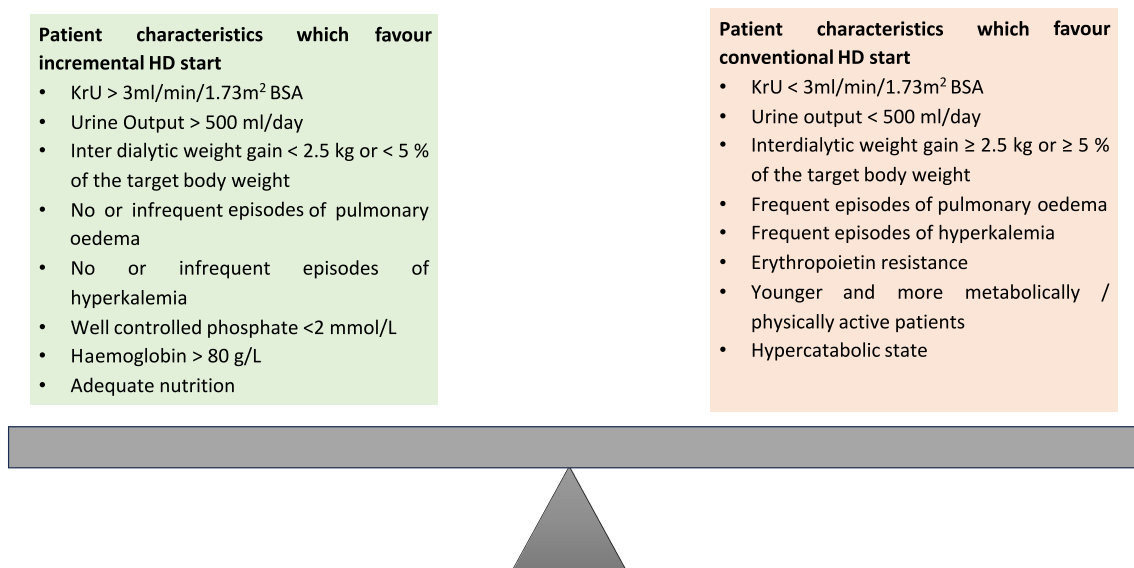 Patient characteristics which favour
incremental HD start
• KrU > 3ml/min/1.73m² BSA
• Urine Output > 500 ml/day
• Inter dialytic weight gain < 2.5 kg or < 5 %
of the target body weight
• No or infrequent episodes of pulmonary
oedema
• No or infrequent episodes of
hyperkalemia
• Well controlled phosphate <2 mmol/L
• Haemoglobin > 80 g/L
• Adequate nutrition
Patient characteristics which favour
conventional HD start
• KrU < 3ml/min/1.73m² BSA
• Urine output < 500 ml/day
• Interdialytic weight gain ≥ 2.5 kg or ≥ 5 %
of the target body weight
• Frequent episodes of pulmonary oedema
• Frequent episodes of hyperkalemia
• Erythropoietin resistance
• Younger and more metabolically /
physically active patients
• Hypercatabolic state